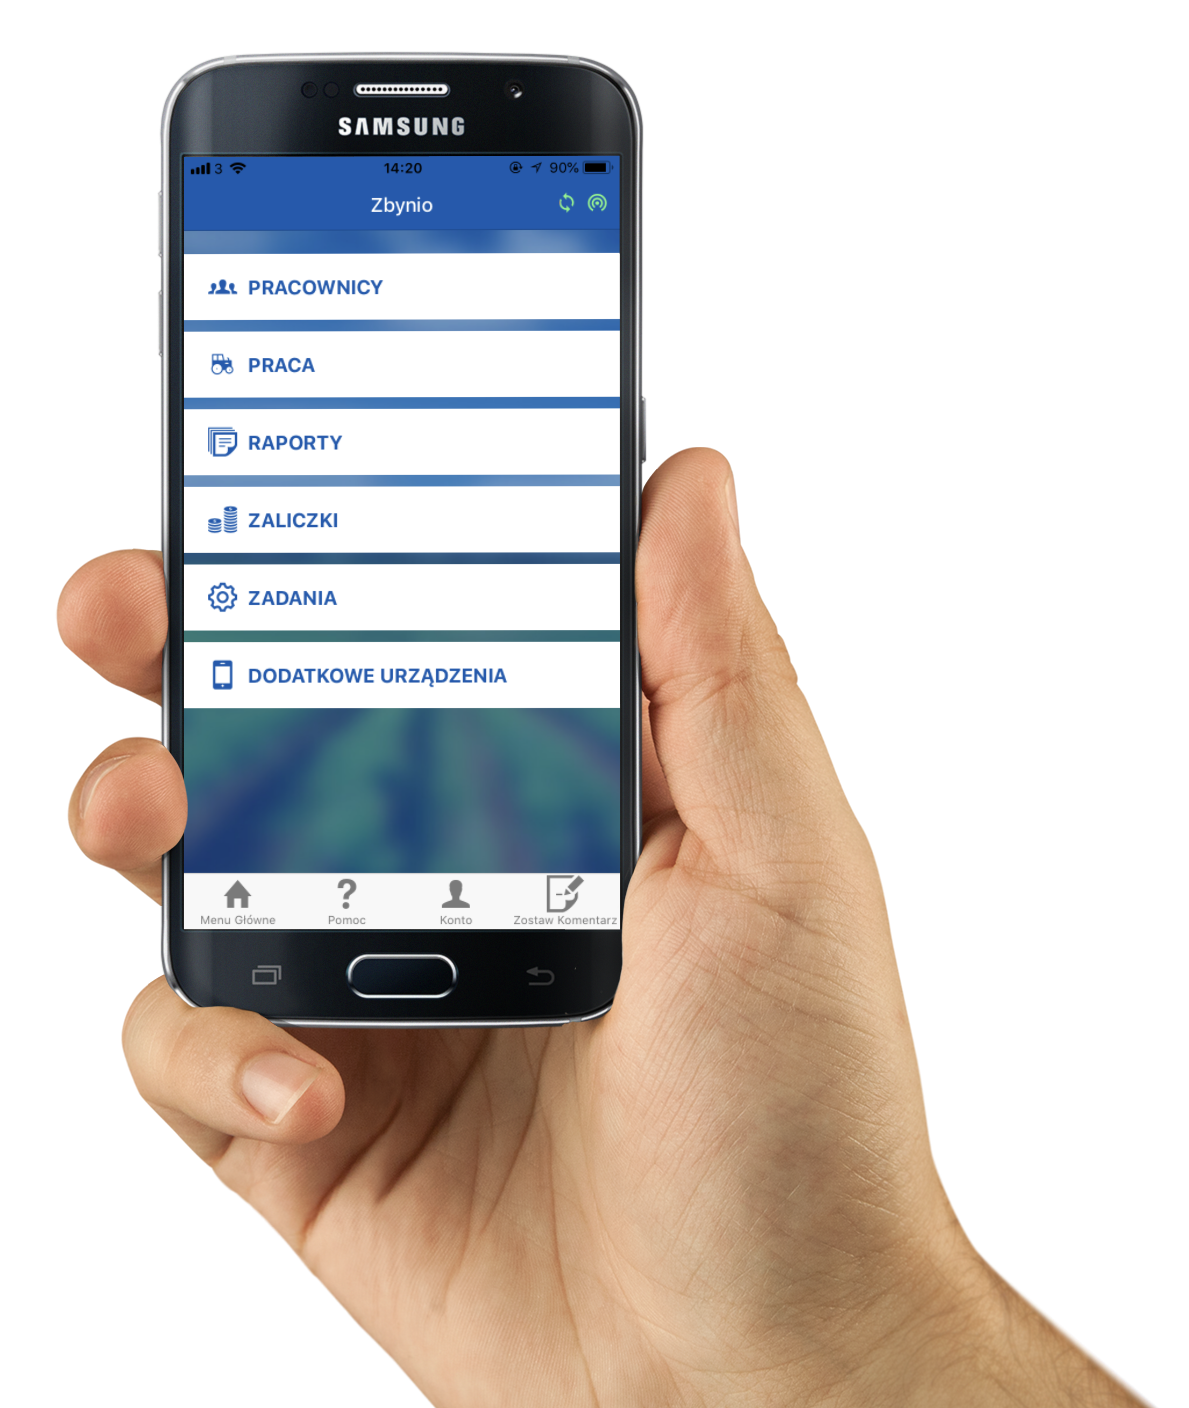 SAMSUNG
3 14:20 90%
Zbynio
PRACOWNICY
PRACA
RAPORTY
ZALICZKI
ZADANIA
DODATKOWE URZĄDZENIA
Menu Główne Pomoc Konto Zostaw Komentarz